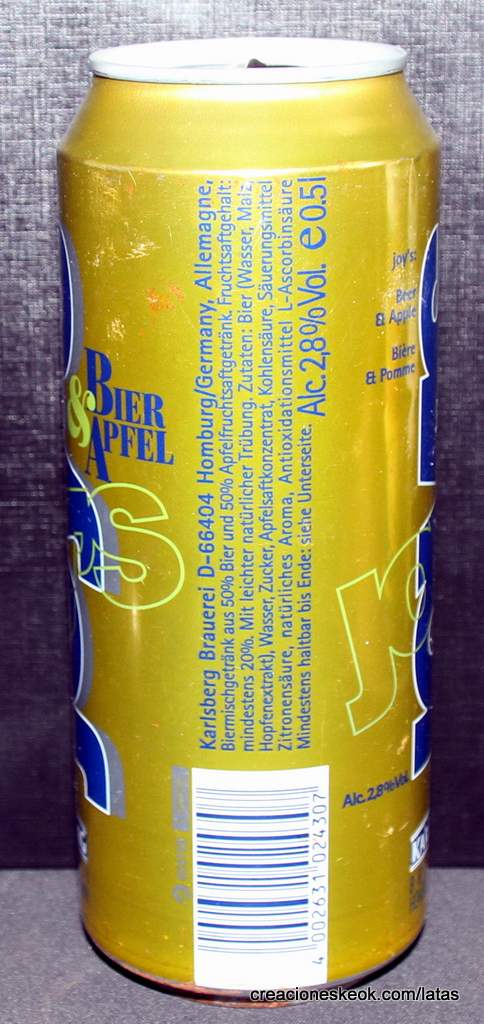 BIER
& APFEL
Karlsberg Brauerei D-66404 Homburg/Germany, Allemagne,
Biermischgetränk aus 50% Bier und 50% Apfelfruchtsaftgetränk. Fruchtsaftgehalt:
mindestens 20%. Mit leichter natürlicher Trübung. Zutaten: Bier (Wasser, Malz,
Hopfenextrakt), Wasser, Zucker, Apfelsaftkonzentrat, Kohlensäure, Säuerungsmittel
Zitronensäure, natürliches Aroma, Antioxidationsmittel L-Ascorbinsäure
Mindestens haltbar bis Ende: siehe Unterseite.
Alc. 2,8% Vol. e 0.5l
joy's:
Beer
& Apple
Bière
& Pomme
Alc. 2,8% Vol.
4 002631 024307
creacioneskeok.com/latas